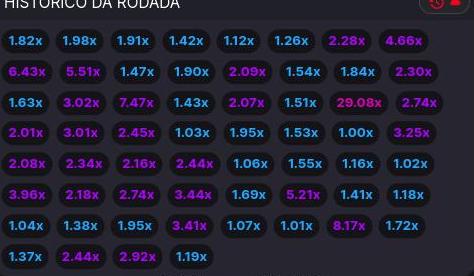 HISTÓRICO DA RODADA
1.82x 1.98x 1.91x 1.42x 1.12x 1.26x 2.28x 4.66x
6.43x 5.51x 1.47x 1.90x 2.09x 1.54x 1.84x 2.30x
1.63x 3.02x 7.47x 1.43x 2.07x 1.51x 29.08x 2.74x
2.01x 3.01x 2.45x 1.03x 1.95x 1.53x 1.00x 3.25x
2.08x 2.34x 2.16x 2.44x 1.06x 1.55x 1.16x 1.02x
3.96x 2.18x 2.74x 3.44x 1.69x 5.21x 1.41x 1.18x
1.04x 1.38x 1.95x 3.41x 1.07x 1.01x 8.17x 1.72x
1.37x 2.44x 2.92x 1.19x